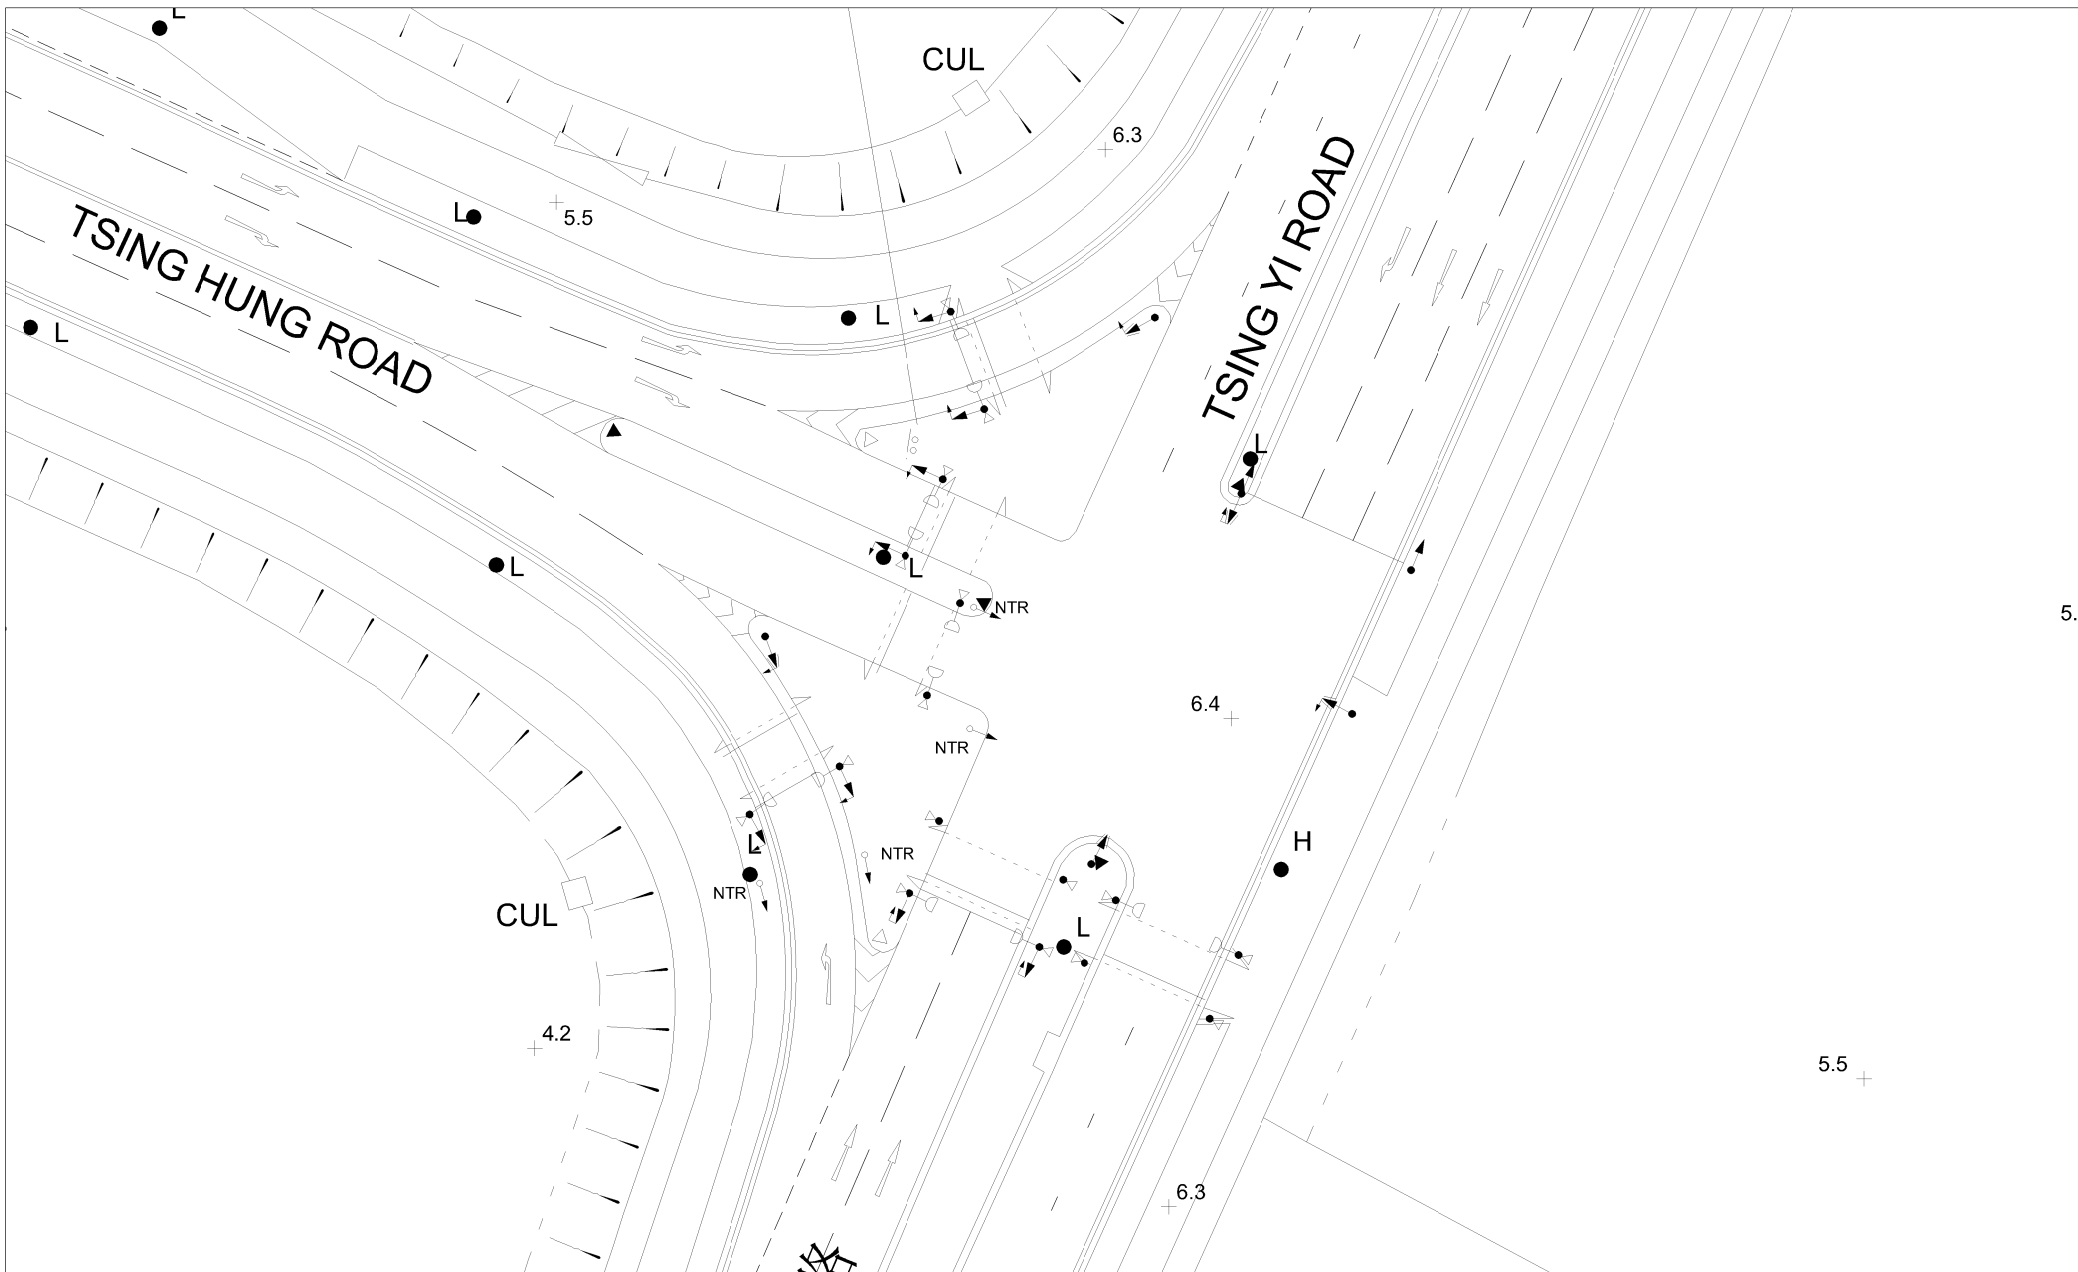 L
CUL
6.3
L
5.5
TSING YI ROAD
TSING HUNG ROAD
L
L
L
L
L
NTR
5.
6.4
NTR
H
L
NTR
NTR
CUL
L
4.2
5.5
6.3